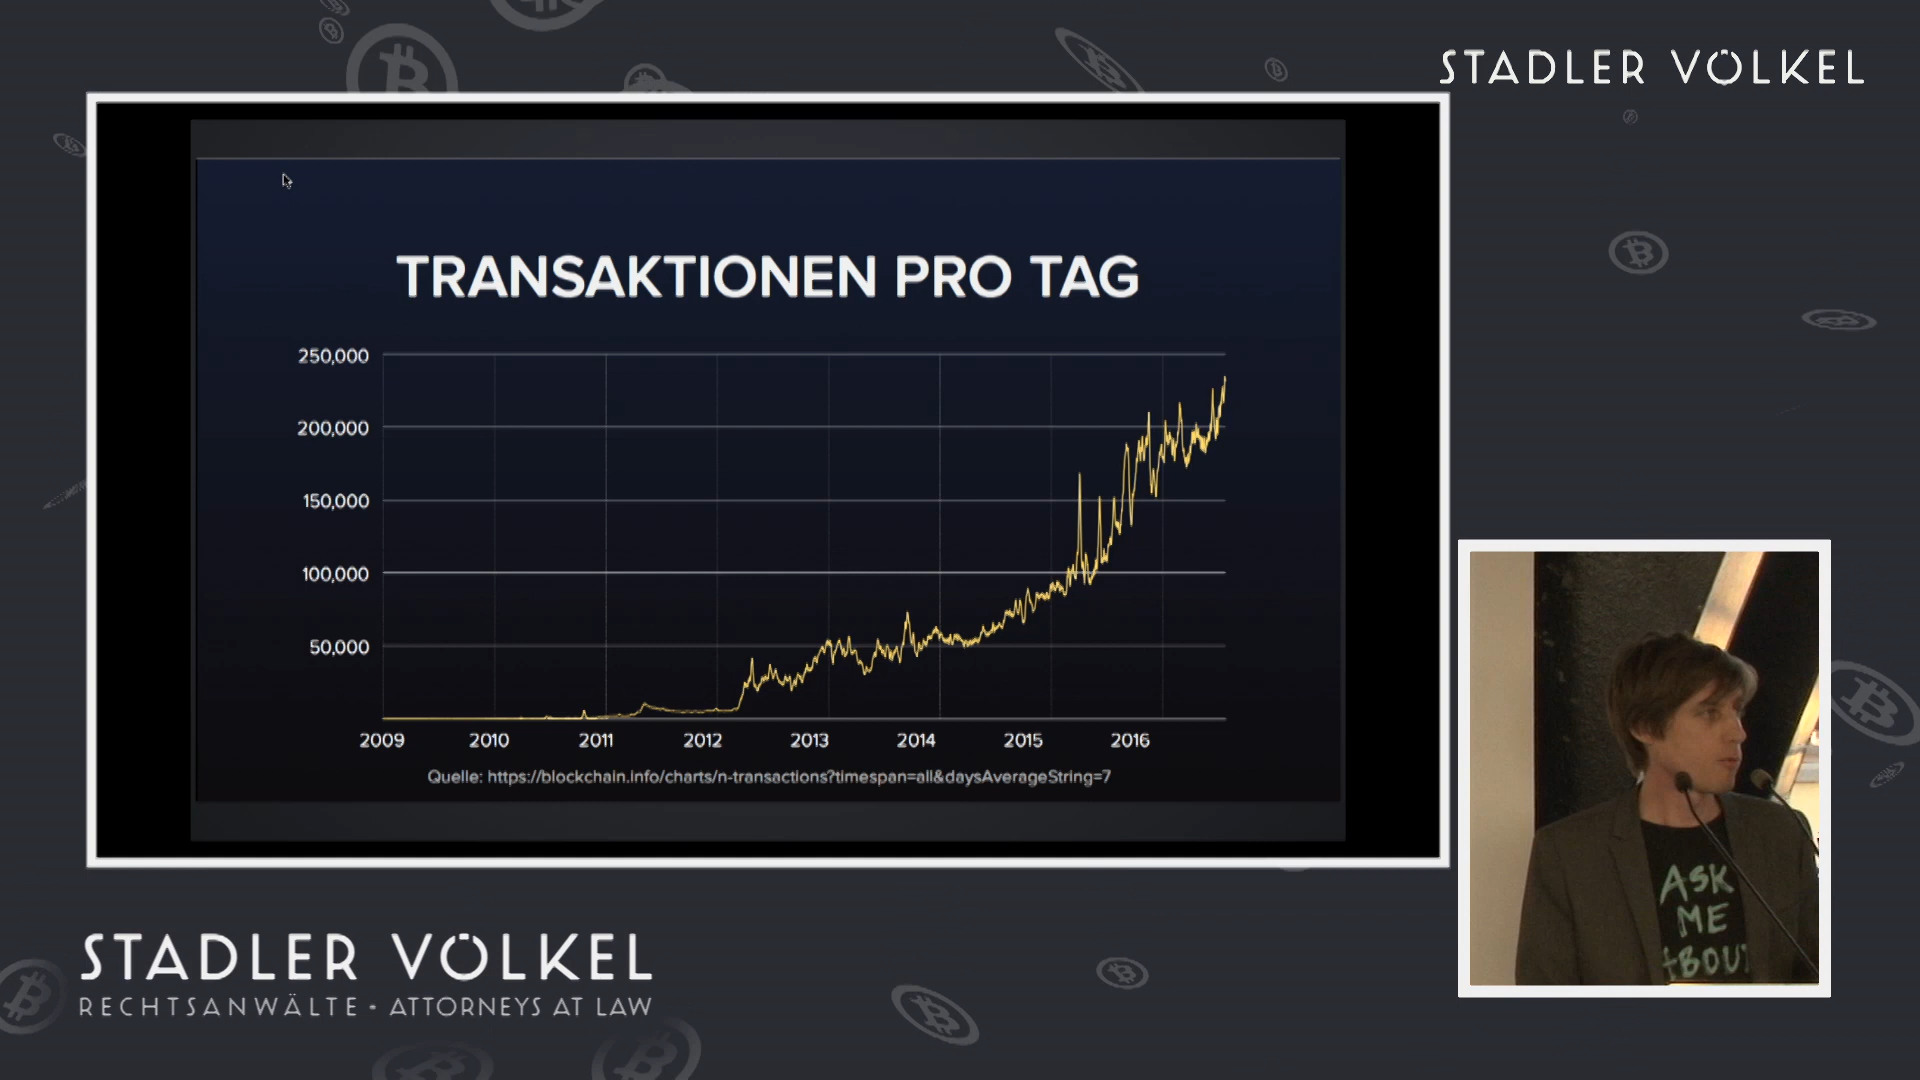 STADLER VÖLKEL
TRANSAKTIONEN PRO TAG
250,000
200,000
150,000
100,000
50,000
2009 2010 2011 2012 2013 2014 2015 2016
Quelle: https://blockchain.info/charts/n-transactions?timespan=all&daysAverageString=7
ASK
ME
ABOUT
STADLER VÖLKEL
RECHTSANWÄLTE • ATTORNEYS AT LAW